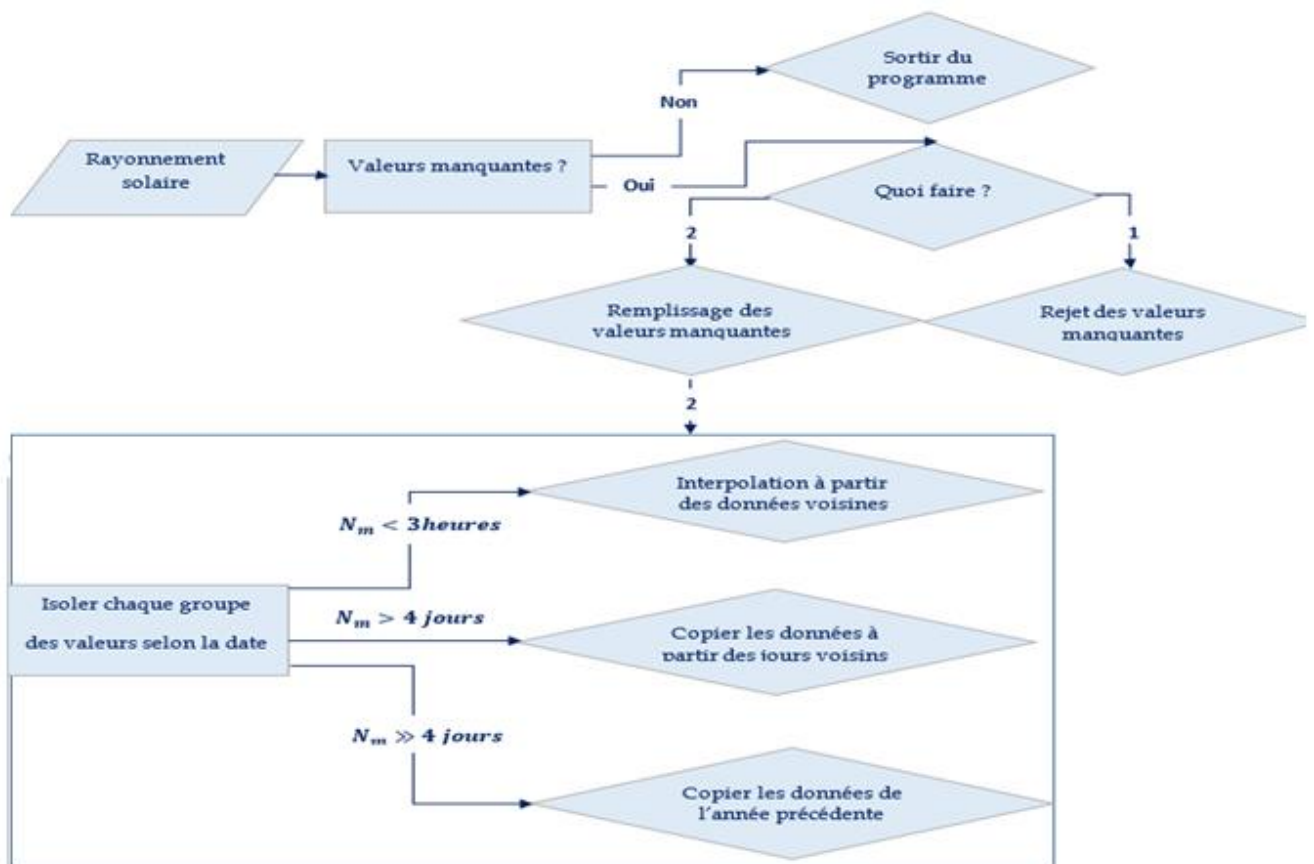 Sortir du
programme
Non
Rayonnement
solaire
Valeurs manquantes ?
Oui
Quoi faire ?
2
1
Remplissage des
valeurs manquantes
Rejet des valeurs
manquantes
2
Interpolation à partir
des données voisines
N_m < 3heures
Isoler chaque groupe
des valeurs selon la date
N_m > 4 jours
Copier les données à
partir des jours voisins
N_m ≫ 4 jours
Copier les données de
l'année précédente